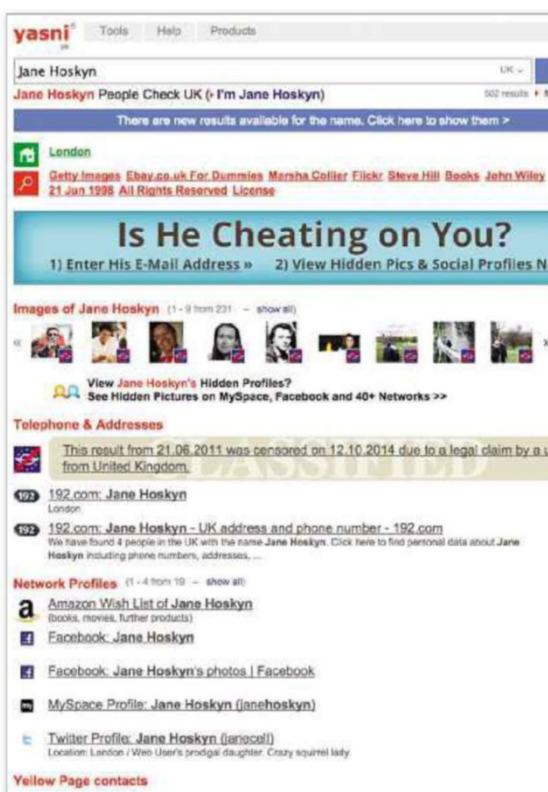 yasni
UK
Tools Help Products
Jane Hoskyn
UK
Jane Hoskyn People Check UK (› I'm Jane Hoskyn)
502 results
There are new results available for the name. Click here to show them >
London
Getty Images Ebay.co.uk For Dummies Marsha Collier Flickr Steve Hill Books John Wiley
21 Jun 1998 All Rights Reserved License
Is He Cheating on You?
1) Enter His E-Mail Address » 2) View Hidden Pics & Social Profiles N
Images of Jane Hoskyn (1 - 9 from 231 – show all)
View Jane Hoskyn's Hidden Profiles?
See Hidden Pictures on MySpace, Facebook and 40+ Networks >>
Telephone & Addresses
CLASSIFIED
This result from 21.06.2011 was censored on 12.10.2014 due to a legal claim by a u
from United Kingdom.
192
192.com: Jane Hoskyn
London
192
192.com: Jane Hoskyn - UK address and phone number - 192.com
We have found 4 people in the UK with the name Jane Hoskyn. Click here to find personal data about Jane
Hoskyn including phone numbers, addresses, ...
Network Profiles (1 - 4 from 19 – show all)
a
Amazon Wish List of Jane Hoskyn
(books, movies, further products)
f
Facebook: Jane Hoskyn
f
Facebook: Jane Hoskyn's photos | Facebook
my
MySpace Profile: Jane Hoskyn (janehoskyn)
t
Twitter Profile: Jane Hoskyn (janecell)
Location: London / Web User's prodigal daughter. Crazy squirrel lady
Yellow Page contacts